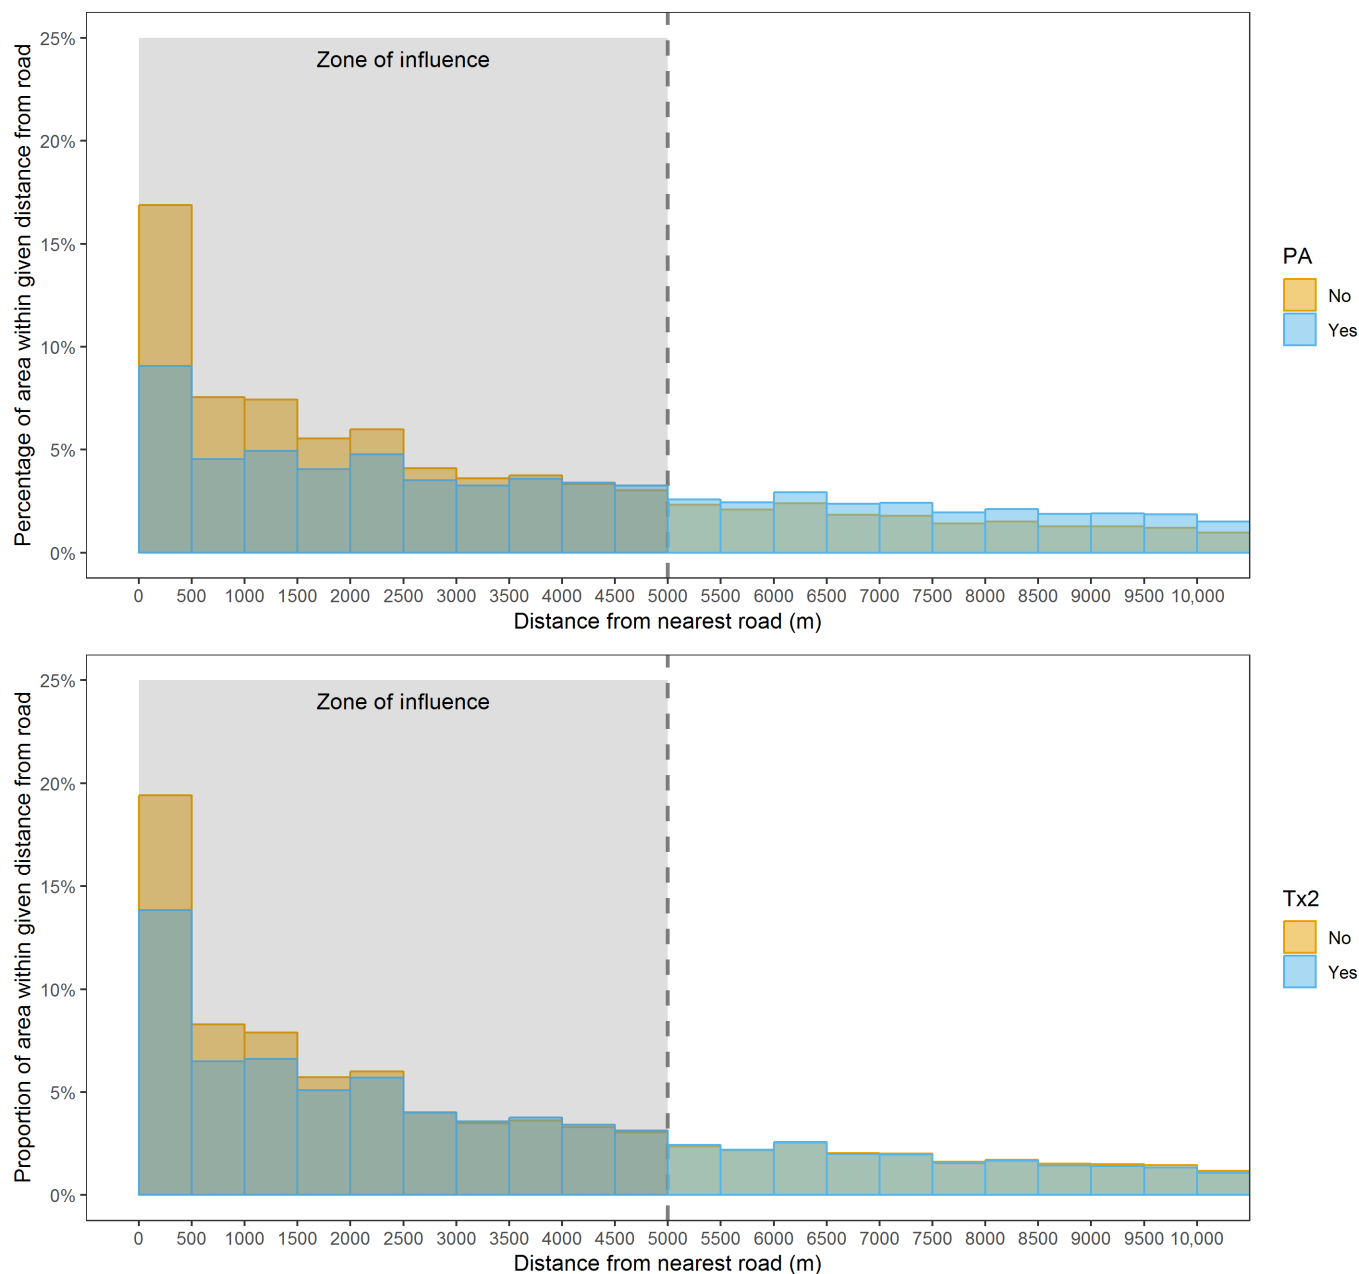 Percentage of area within given distance from road
25%
20%
15%
10%
5%
0%
Zone of influence
0 500 1000 1500 2000 2500 3000 3500 4000 4500 5000 5500 6000 6500 7000 7500 8000 8500 9000 9500 10,000
Distance from nearest road (m)
PA
No
Yes
Proportion of area within given distance from road
25%
20%
15%
10%
5%
0%
Zone of influence
0 500 1000 1500 2000 2500 3000 3500 4000 4500 5000 5500 6000 6500 7000 7500 8000 8500 9000 9500 10,000
Distance from nearest road (m)
Tx2
No
Yes